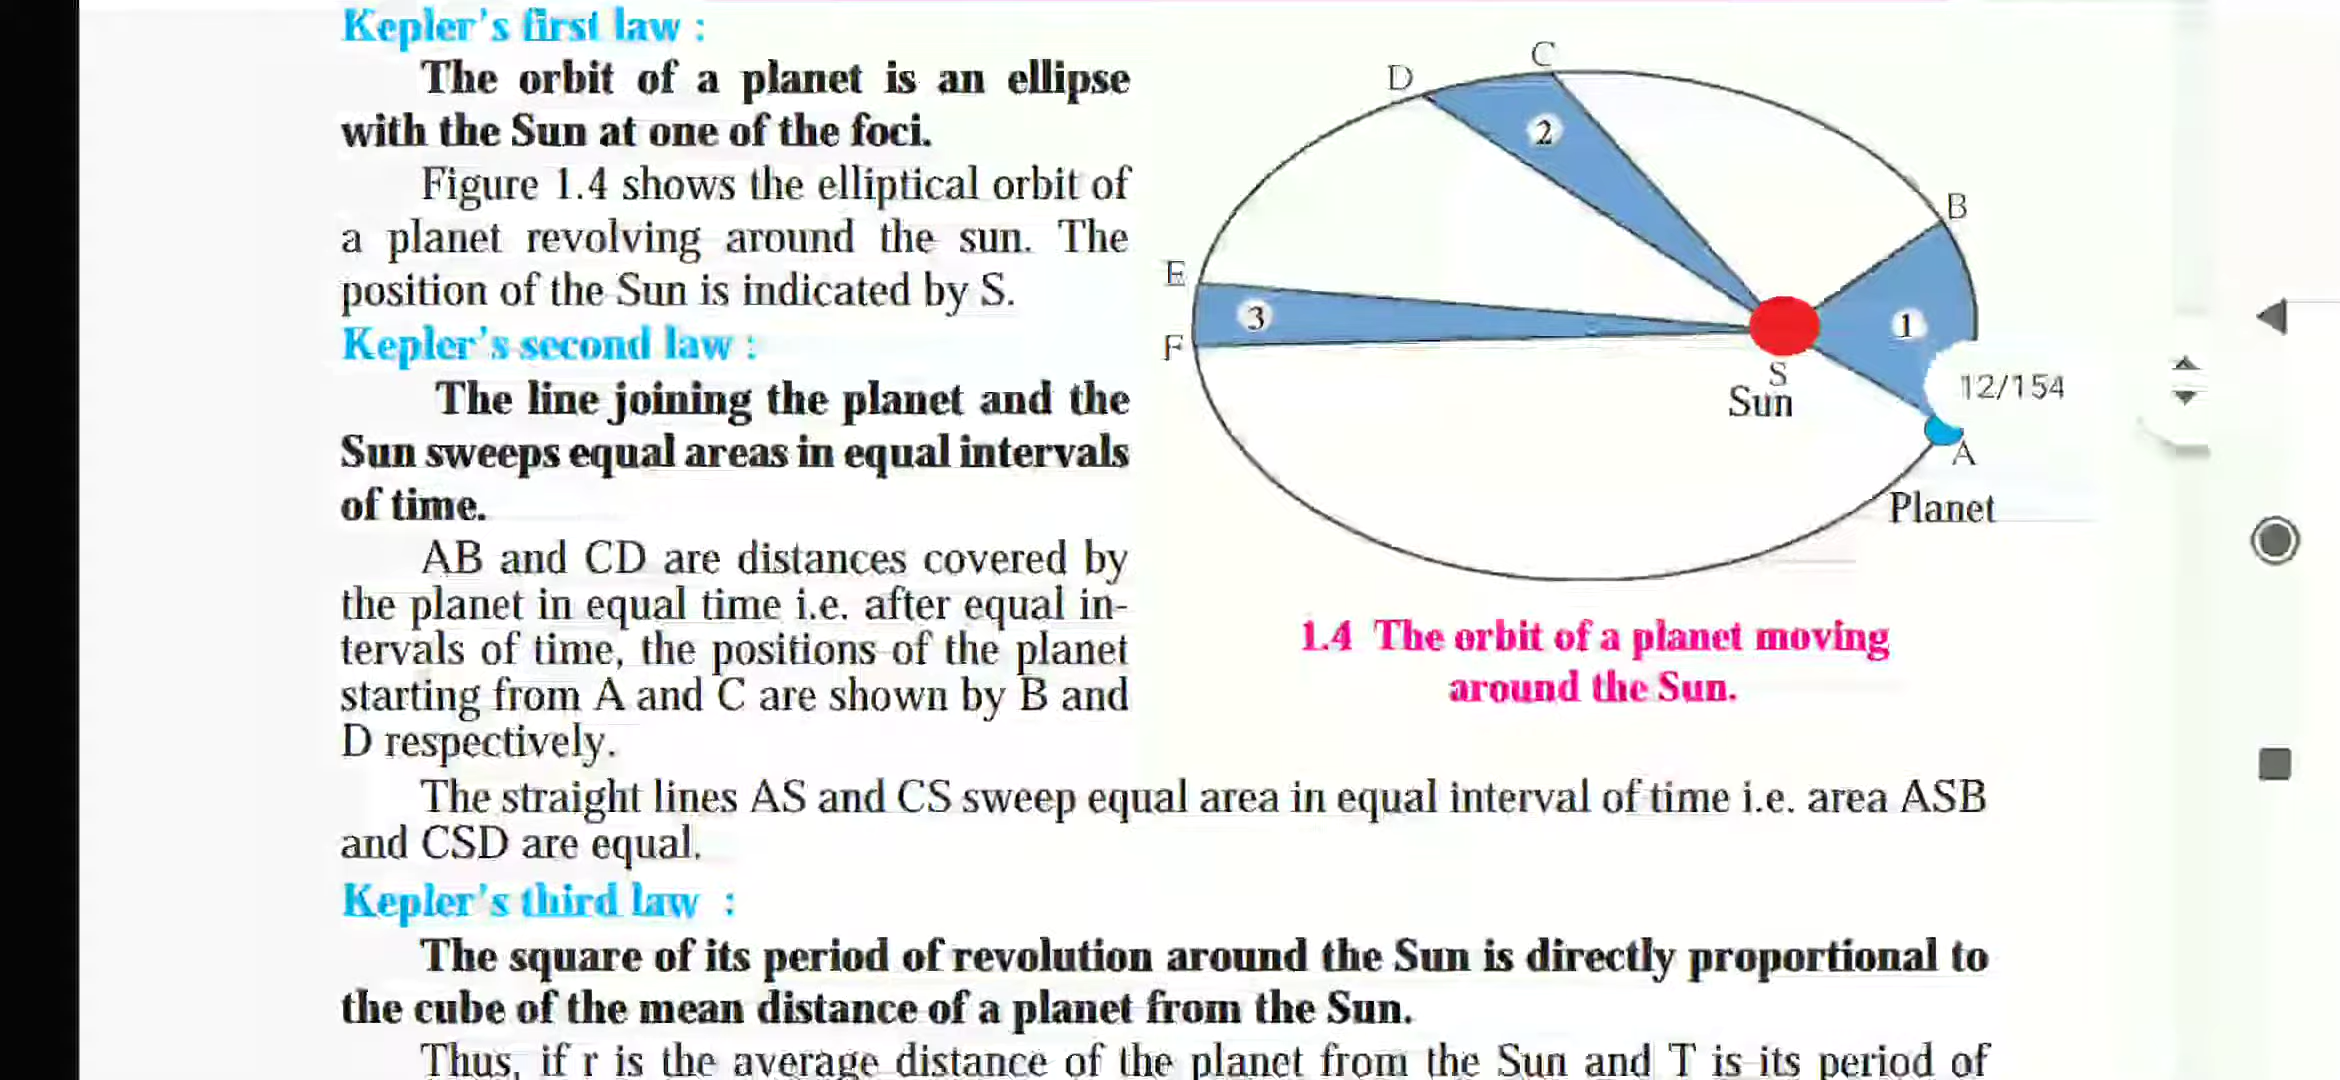 Kepler's first law :
The orbit of a planet is an ellipse
with the Sun at one of the foci.
Figure 1.4 shows the elliptical orbit of
a planet revolving around the sun. The
position of the Sun is indicated by S.
Kepler's second law :
The line joining the planet and the
Sun sweeps equal areas in equal intervals
of time.
AB and CD are distances covered by
the planet in equal time i.e. after equal in-
tervals of time, the positions of the planet
starting from A and C are shown by B and
D respectively.
C
D
2
B
E
3
1
F
S
Sun
12/154
A
Planet
1.4 The orbit of a planet moving
around the Sun.
The straight lines AS and CS sweep equal area in equal interval of time i.e. area ASB
and CSD are equal.
Kepler's third law :
The square of its period of revolution around the Sun is directly proportional to
the cube of the mean distance of a planet from the Sun.
Thus, if r is the average distance of the planet from the Sun and T is its period of